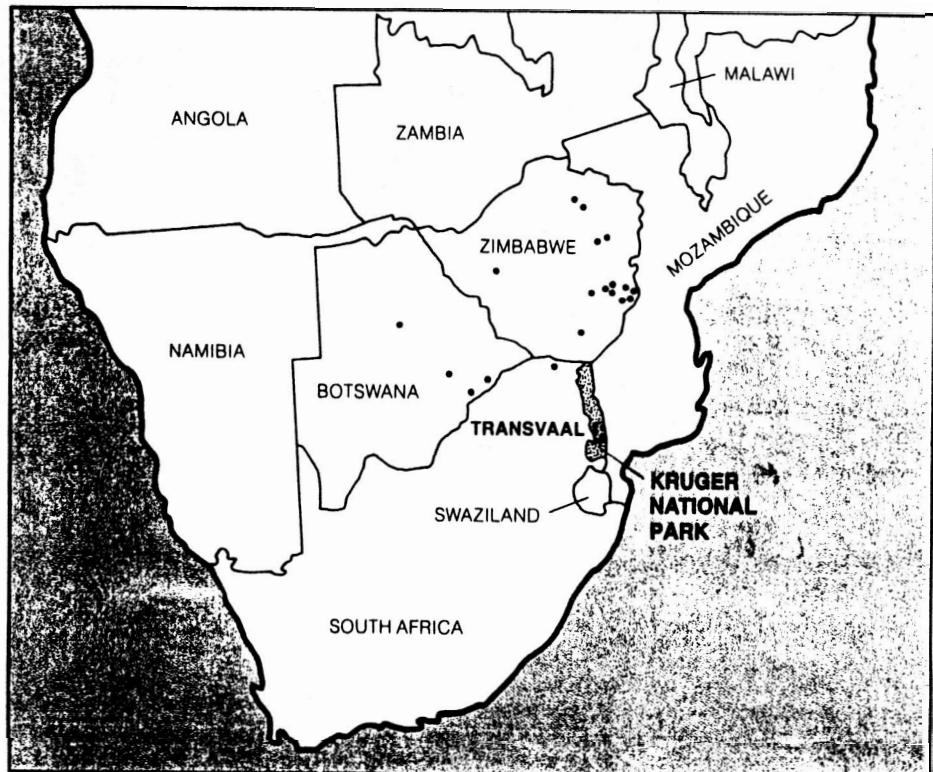 MALAWI
ANGOLA
ZAMBIA
MOZAMBIQUE
ZIMBABWE
NAMIBIA
BOTSWANA
TRANSVAAL
KRUGER
NATIONAL
PARK
SWAZILAND
SOUTH AFRICA